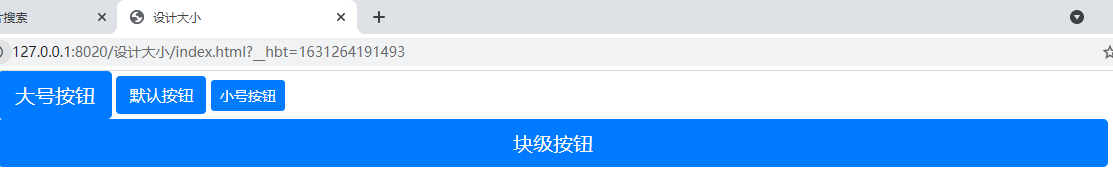 片搜索
设计大小
127.0.0.1:8020/设计大小/index.html?__hbt=1631264191493
大号按钮 默认按钮 小号按钮
块级按钮